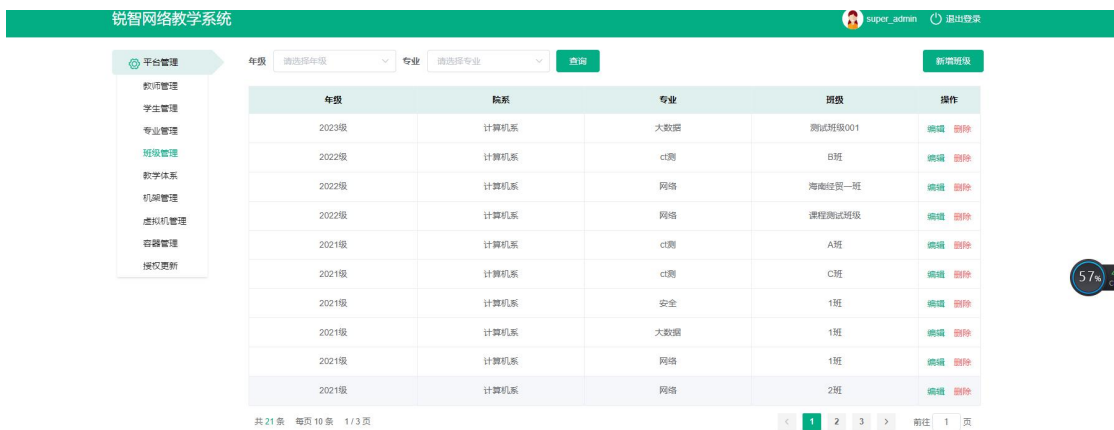 锐智网络教学系统 super_admin 退出登录
平台管理
教师管理
学生管理
专业管理
班级管理
教学体系
机架管理
虚拟机管理
容器管理
授权更新
年级 请选择年级 专业 请选择专业 查询 新增班级
年级 院系 专业 班级 操作
2023级 计算机系 大数据 测试班级001 编辑 删除
2022级 计算机系 ct测 B班 编辑 删除
2022级 计算机系 网络 海南经贸一班 编辑 删除
2022级 计算机系 网络 课程测试班级 编辑 删除
2021级 计算机系 ct测 A班 编辑 删除
2021级 计算机系 ct测 C班 编辑 删除
2021级 计算机系 安全 1班 编辑 删除
2021级 计算机系 大数据 1班 编辑 删除
2021级 计算机系 网络 1班 编辑 删除
2021级 计算机系 网络 2班 编辑 删除
共21条 每页10条 1/3页 < 1 2 3 > 前往 1 页
57%